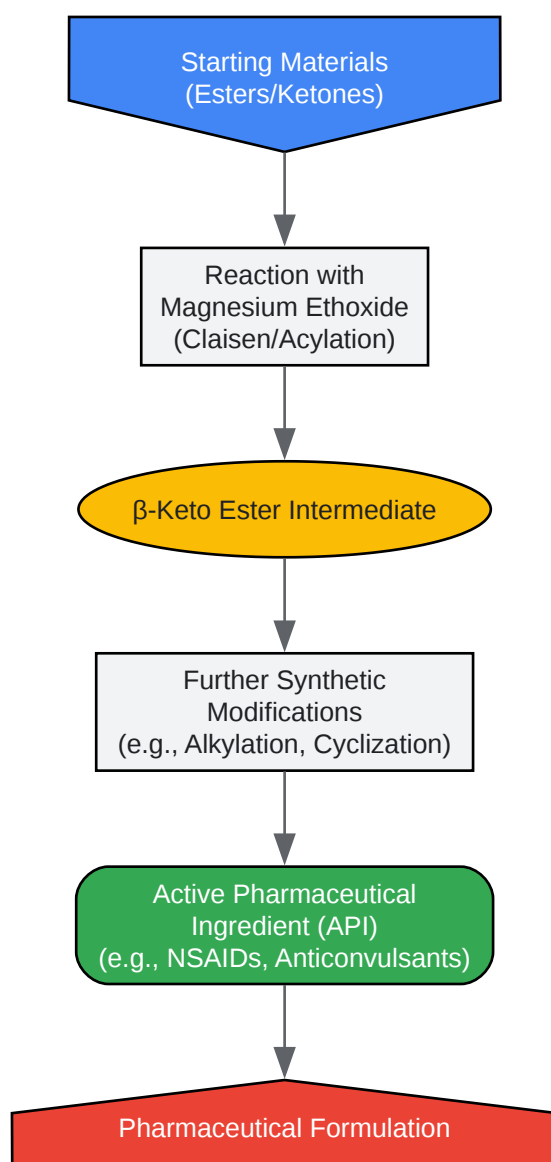 Starting Materials
(Esters/Ketones)
Reaction with
Magnesium Ethoxide
(Claisen/Acylation)
β-Keto Ester Intermediate
Further Synthetic
Modifications
(e.g., Alkylation, Cyclization)
Active Pharmaceutical
Ingredient (API)
(e.g., NSAIDs, Anticonvulsants)
Pharmaceutical Formulation